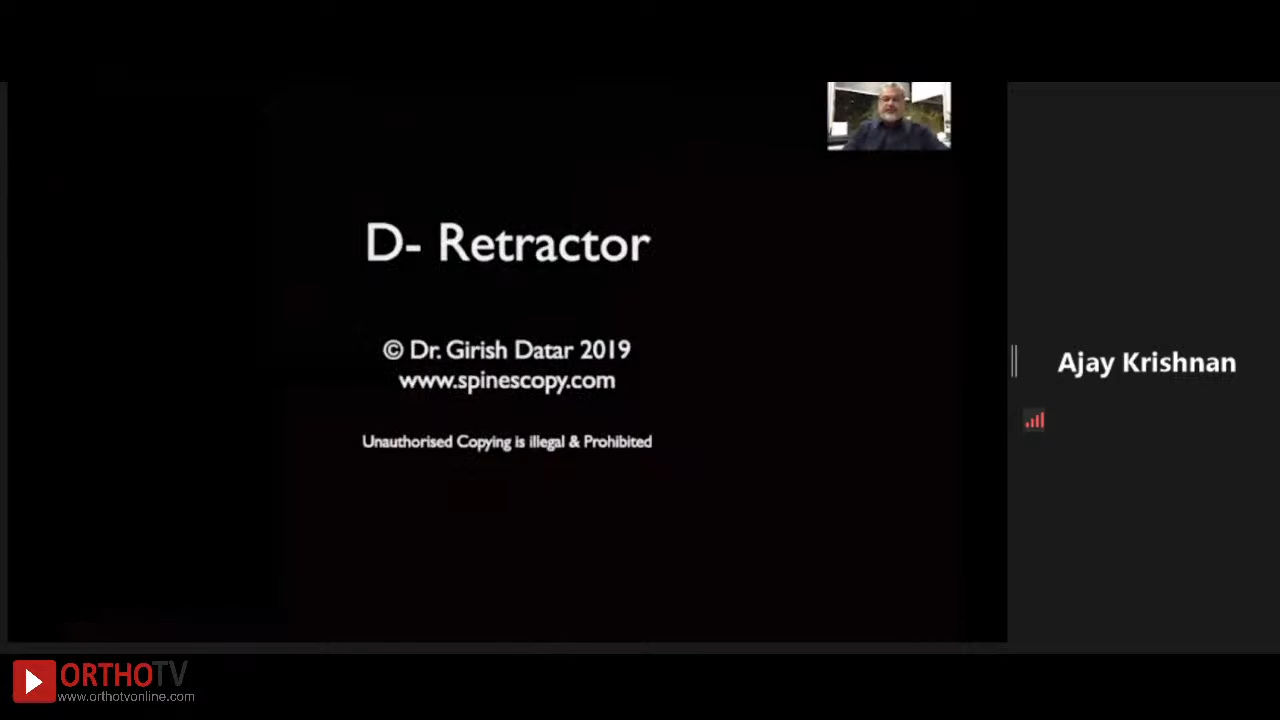 D- Retractor
© Dr. Girish Datar 2019
www.spinescopy.com
Unauthorised Copying is illegal & Prohibited
Ajay Krishnan
ORTHOTV
www.orthotvonline.com